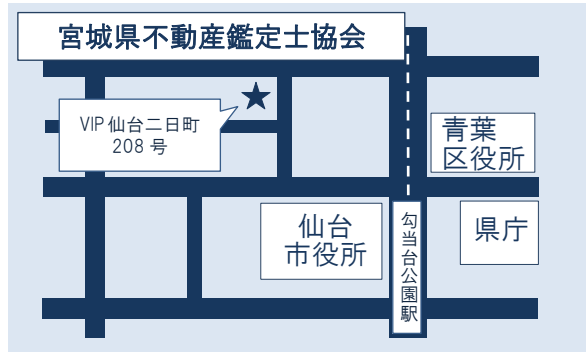 宮城県不動産鑑定士協会
VIP仙台二日町
208号
青葉
区役所
仙台
市役所
勾当台公園駅
県庁